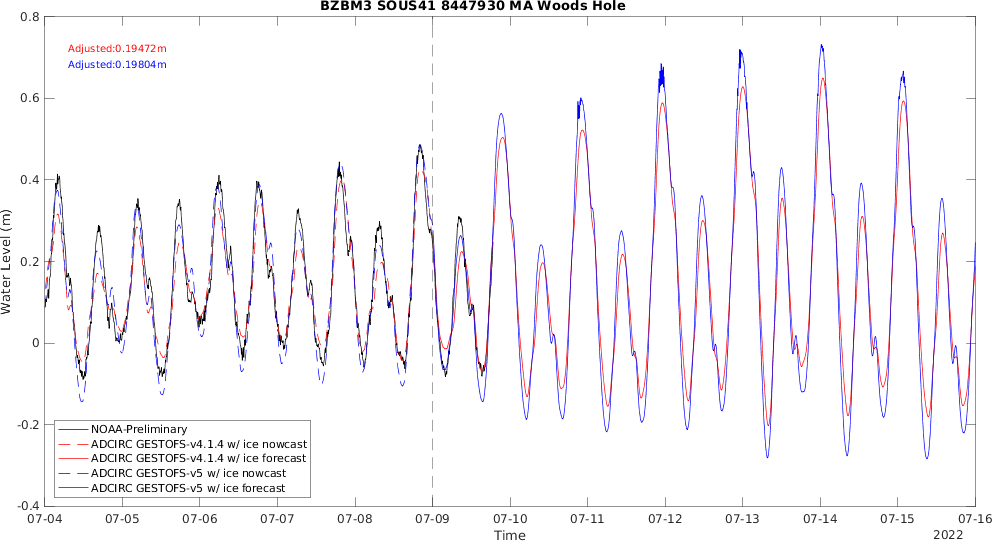 BZBM3 SOUS41 8447930 MA Woods Hole
Adjusted:0.19472m
Adjusted:0.19804m
Water Level (m)
0.8
0.6
0.4
0.2
0
-0.2
-0.4
NOAA-Preliminary
ADCIRC GESTOFS-v4.1.4 w/ ice nowcast
ADCIRC GESTOFS-v4.1.4 w/ ice forecast
ADCIRC GESTOFS-v5 w/ ice nowcast
ADCIRC GESTOFS-v5 w/ ice forecast
07-04 07-05 07-06 07-07 07-08 07-09 07-10 07-11 07-12 07-13 07-14 07-15 07-16
Time
2022